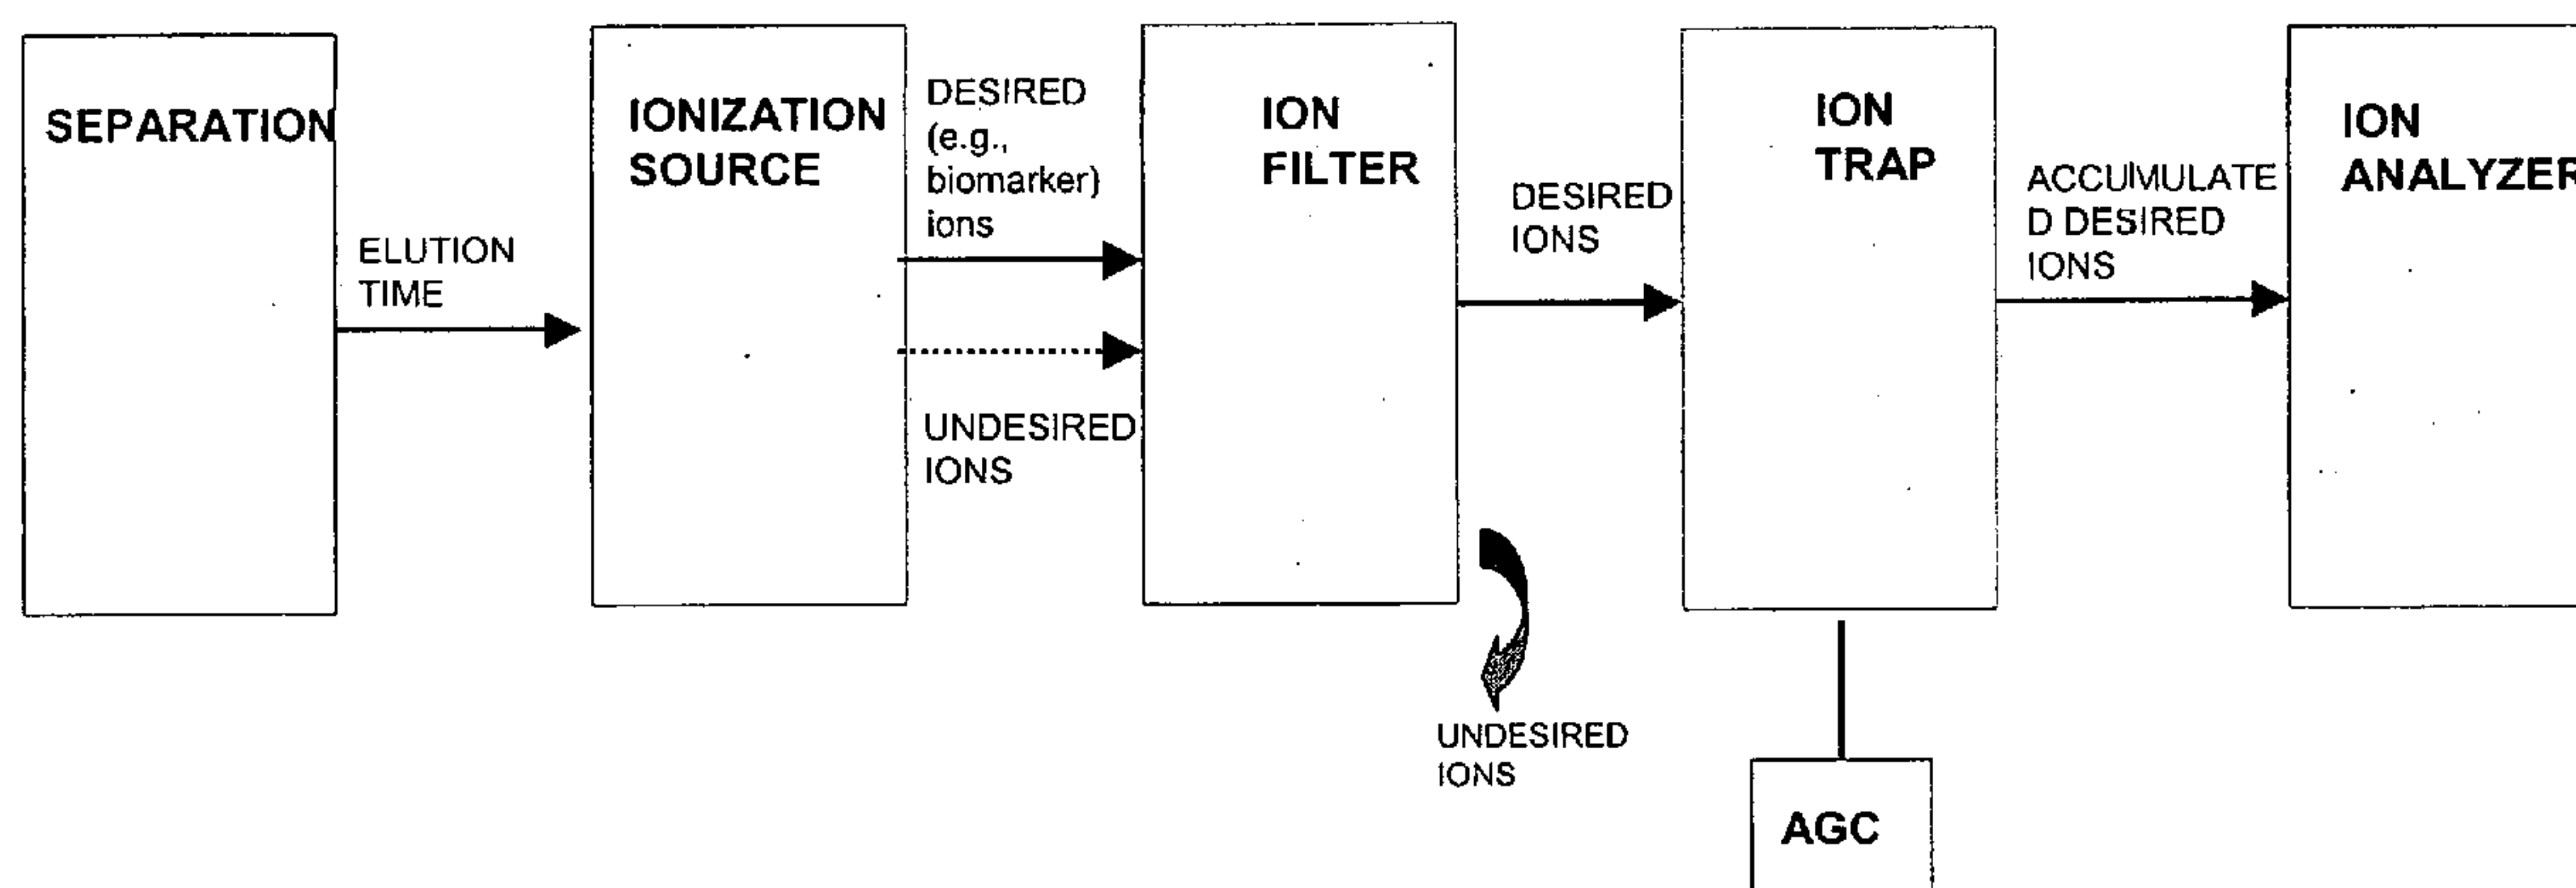 SEPARATION
ELUTION
TIME
IONIZATION
SOURCE
DESIRED
(e.g.,
biomarker)
ions
UNDESIRED
IONS
ION
FILTER
DESIRED
IONS
UNDESIRED
IONS
ION
TRAP
AGC
ACCUMULATE
D DESIRED
IONS
ION
ANALYZER